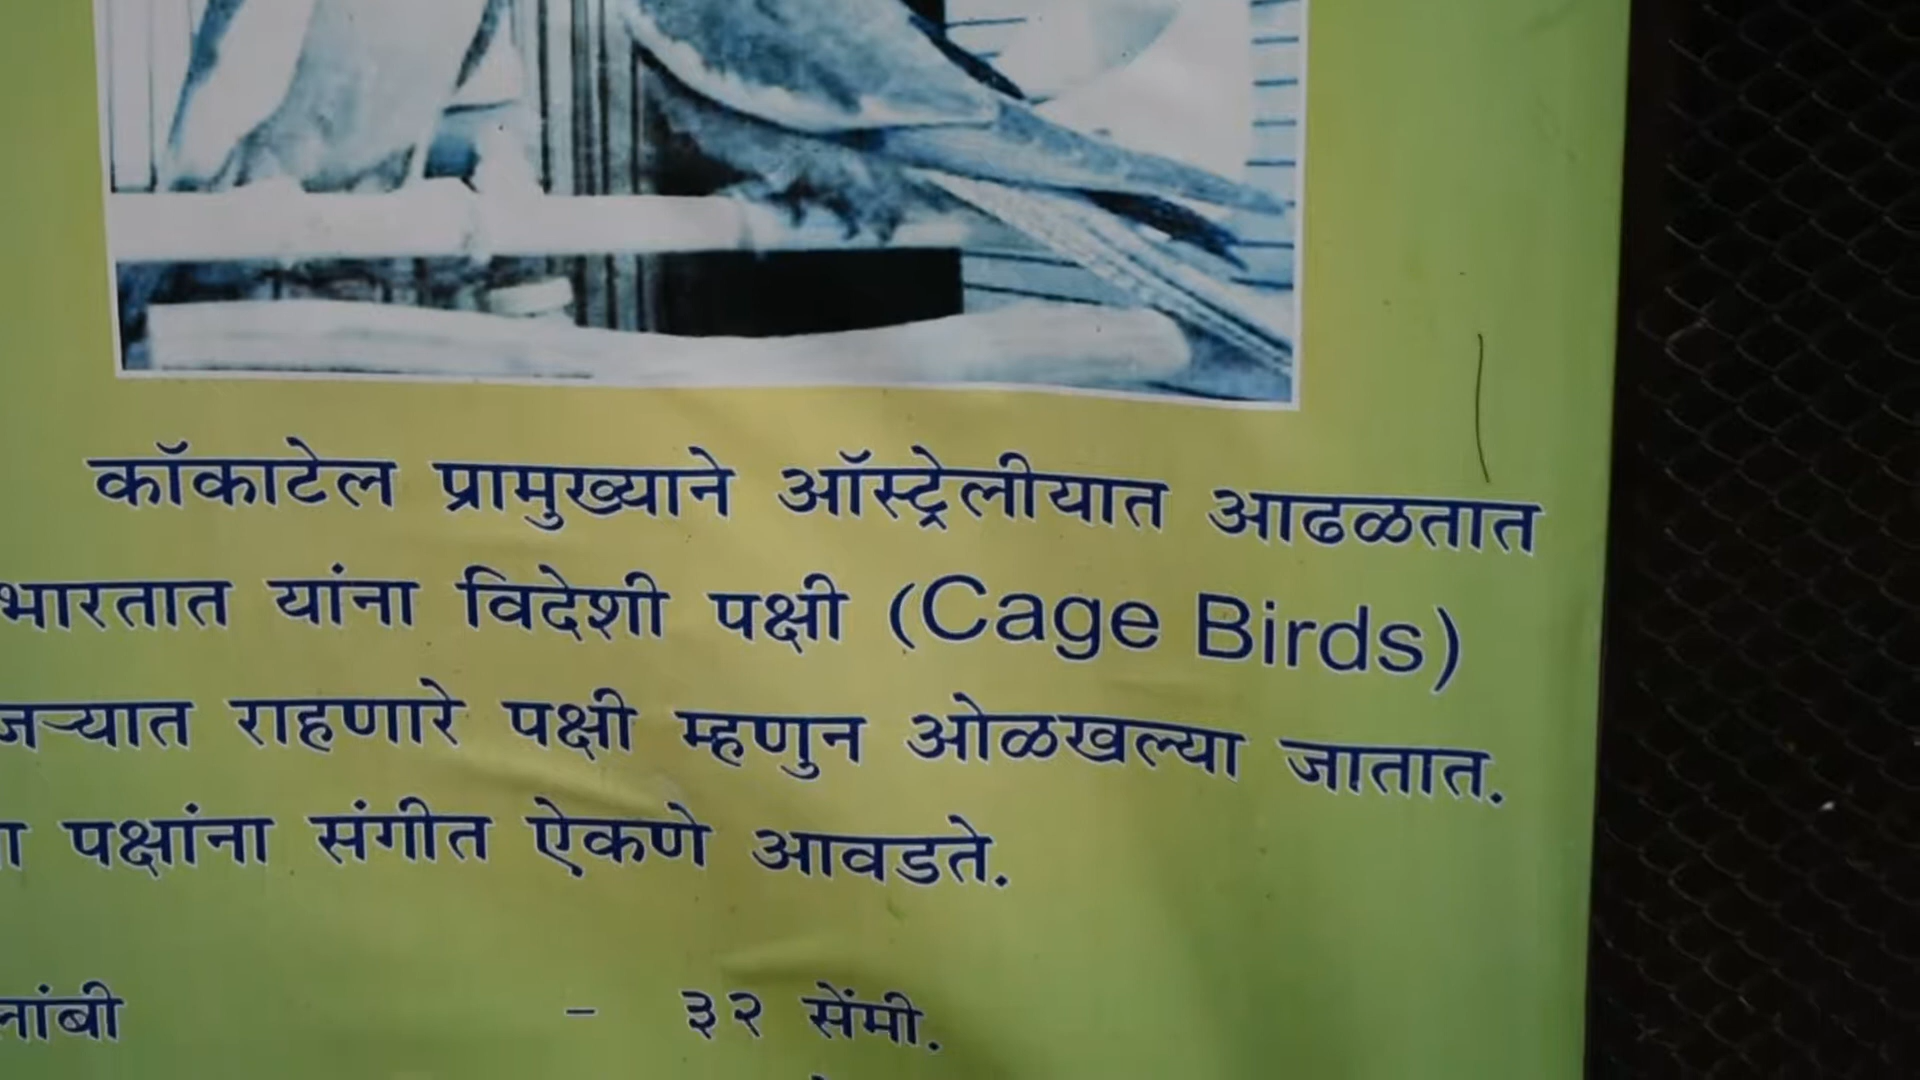 कॉकाटेल प्रामुख्याने ऑस्ट्रेलीयात आढळतात
भारतात यांना विदेशी पक्षी (Cage Birds)
राहणारे पक्षी म्हणुन ओळखल्या जातात.
पक्षांना संगीत ऐकणे आवडते.
लांबी - ३२ सेंमी.